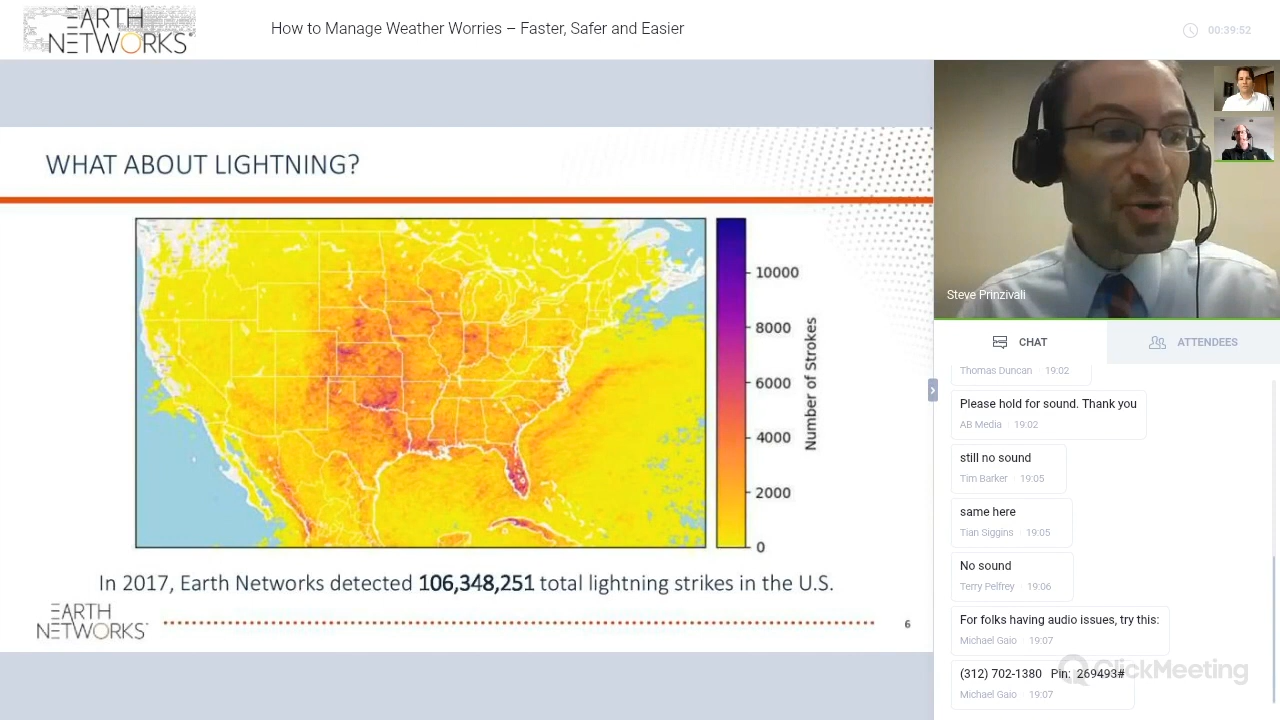 EARTH
NETWORKS
How to Manage Weather Worries – Faster, Safer and Easier
00:39:52
WHAT ABOUT LIGHTNING?
10000
8000
6000
4000
2000
0
Number of Strokes
In 2017, Earth Networks detected 106,348,251 total lightning strikes in the U.S.
EARTH
NETWORKS
6
Steve Prinzivali
CHAT
ATTENDEES
Thomas Duncan 19:02
Please hold for sound. Thank you
AB Media 19:02
still no sound
Tim Barker 19:05
same here
Tian Siggins 19:05
No sound
Terry Pelfrey 19:06
For folks having audio issues, try this:
Michael Gaio 19:07
(312) 702-1380 Pin: 269493#
Michael Gaio 19:07
ClickMeeting